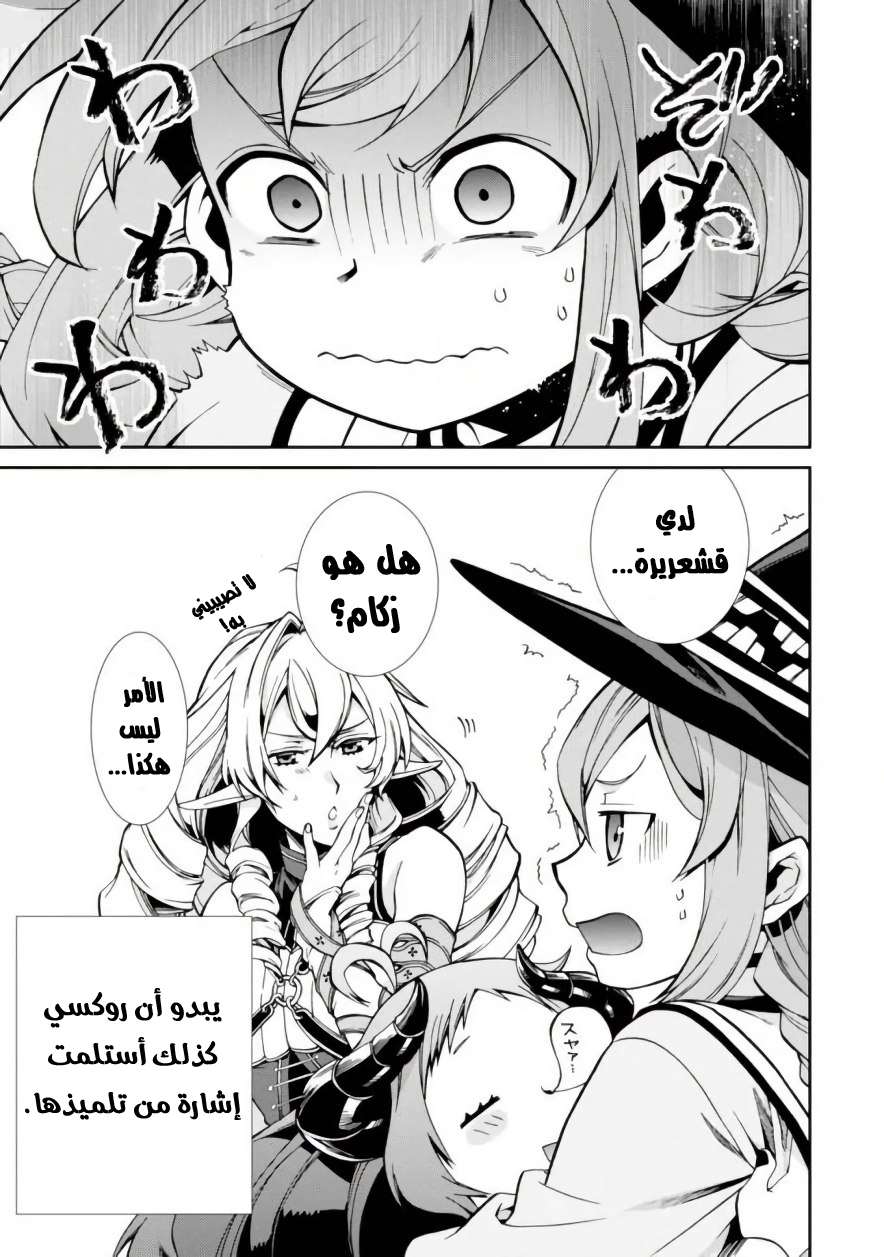 ぞわ
わ
わ
わ
わ
わ
لدي
قشعريرة...
هل هو
زكام؟
لا تصيبيني
به!
الأمر
ليس
هكذا...
スヤァ…
يبدو أن روكسي
كذلك أستلمت
إشارة من تلميذها.